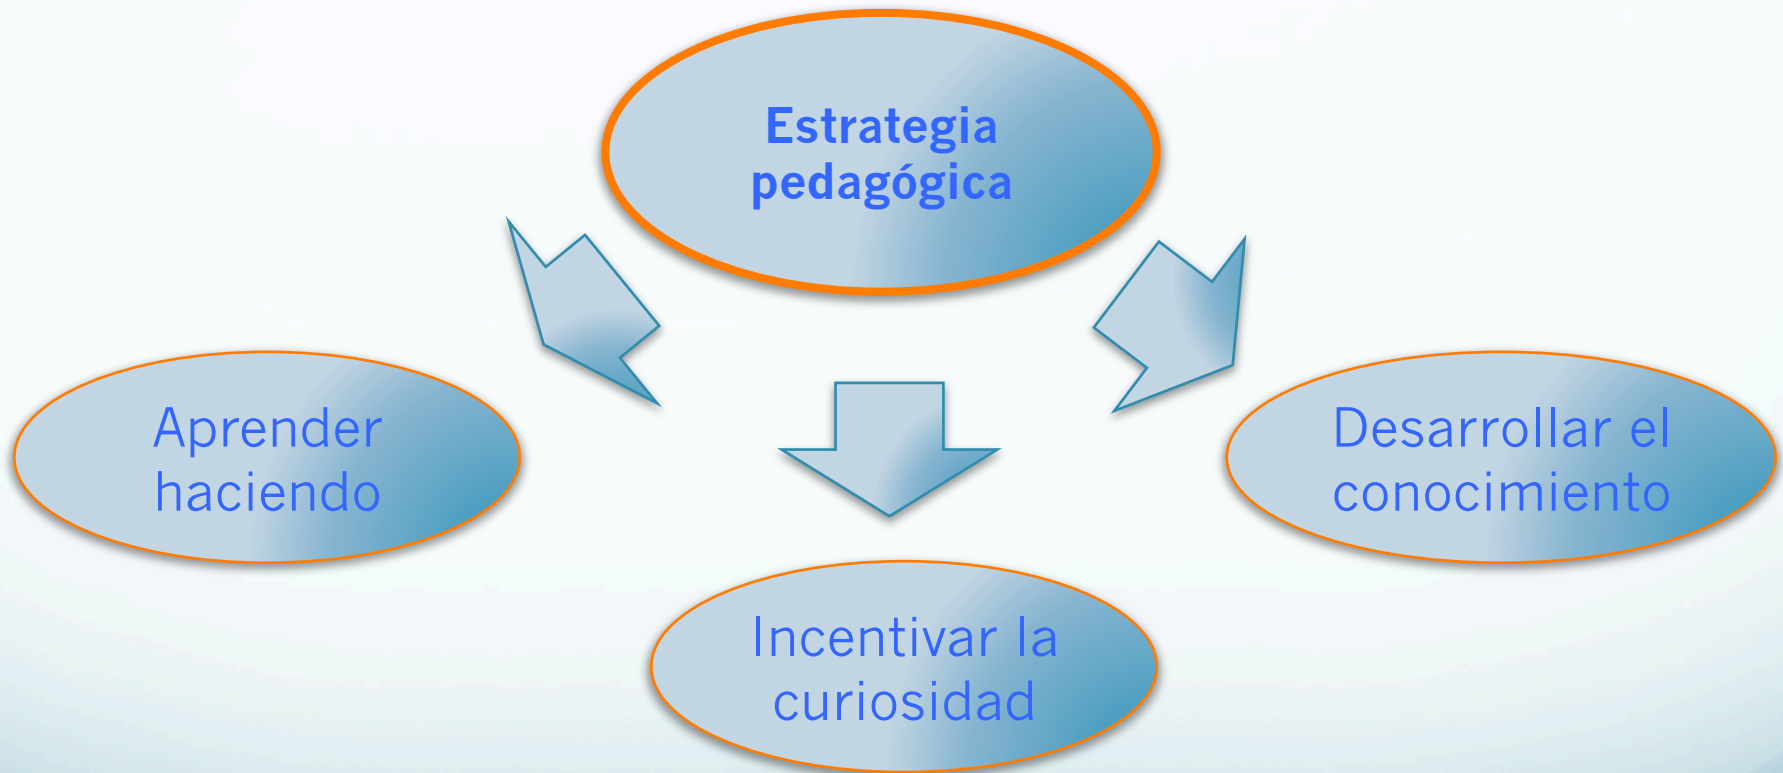 Estrategia
pedagógica
Aprender
haciendo
Desarrollar el
conocimiento
Incentivar la
curiosidad